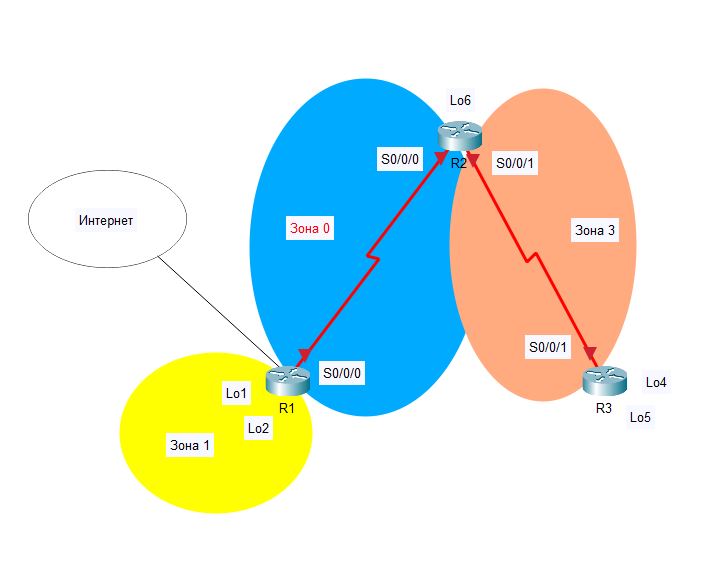 Lo6
S0/0/0
R2
S0/0/1
Интернет
Зона 0
Зона 3
S0/0/1
S0/0/0
Lo1
R1
Lo4
R3
Lo5
Lo2
Зона 1